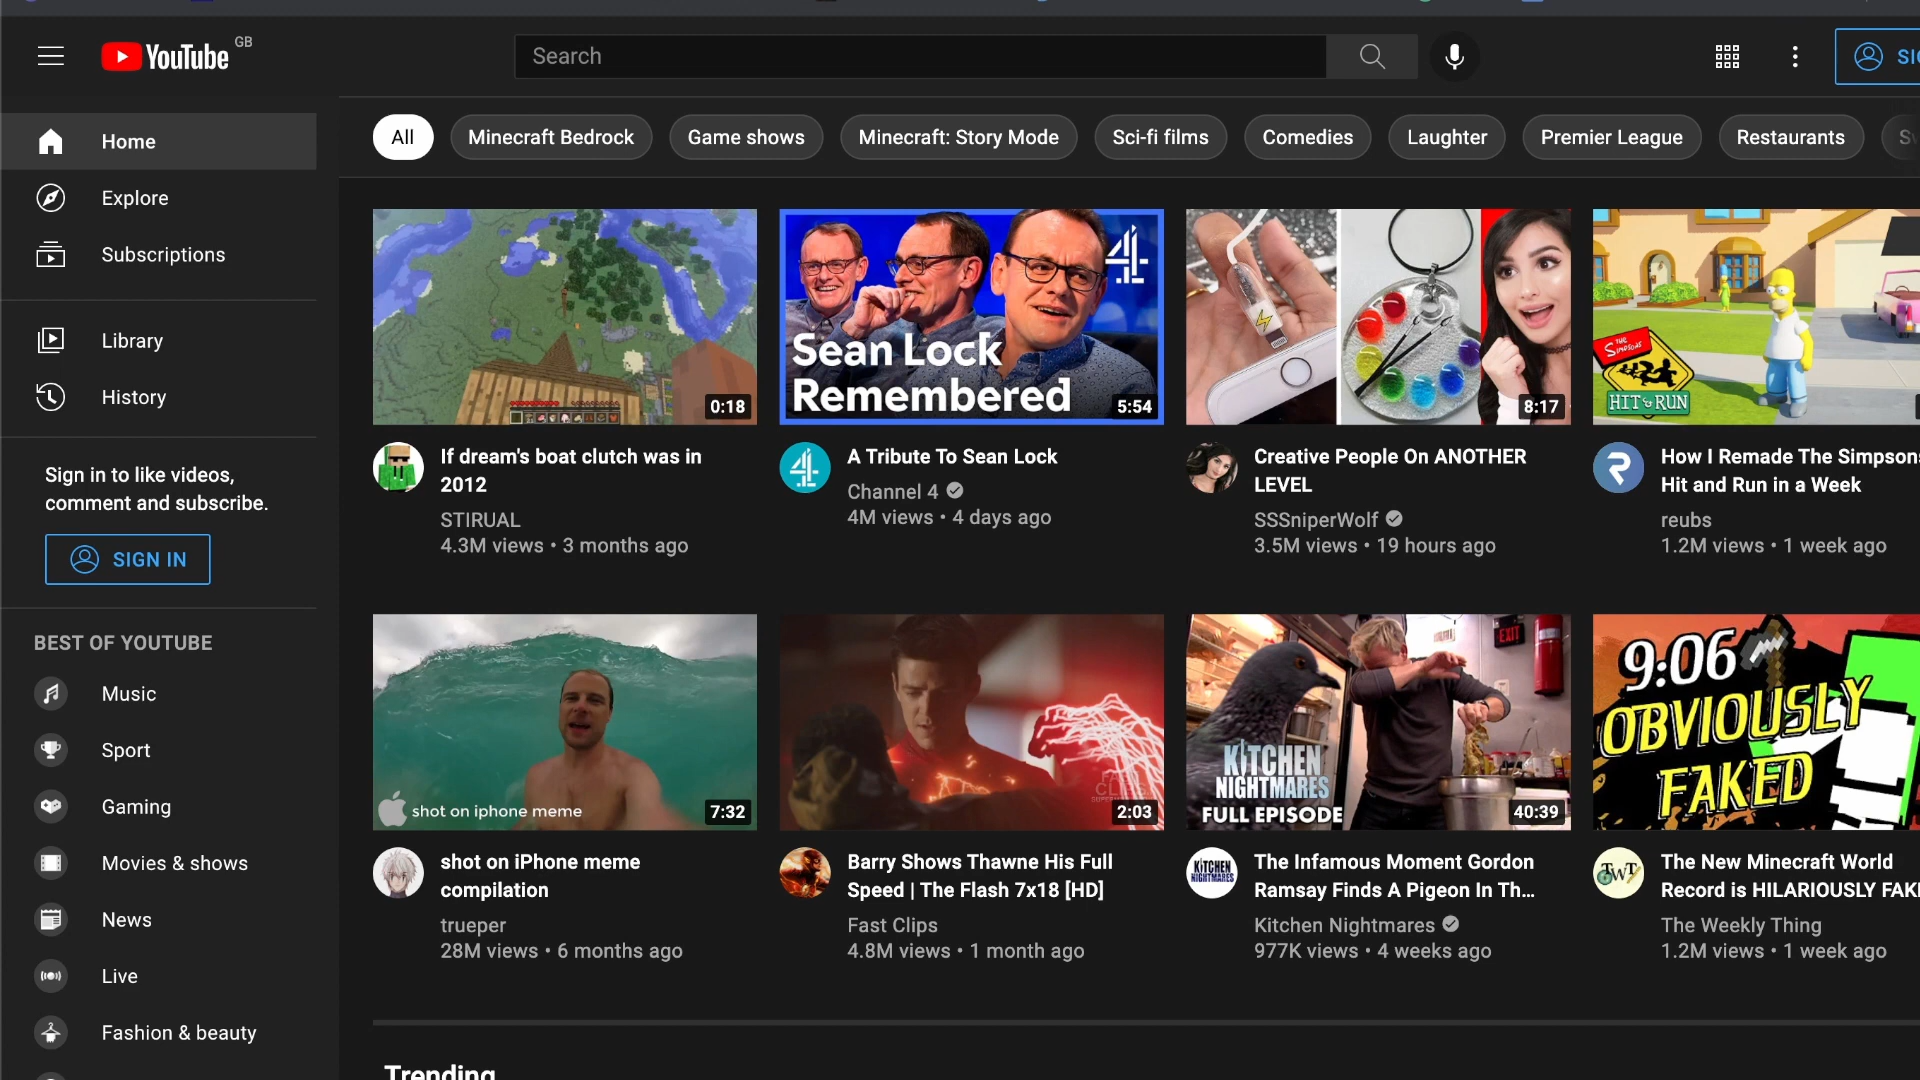 YouTube GB
Search
SIG
Home
Explore
Subscriptions
Library
History
Sign in to like videos,
comment and subscribe.
SIGN IN
BEST OF YOUTUBE
Music
Sport
Gaming
Movies & shows
News
Live
Fashion & beauty
All
Minecraft Bedrock
Game shows
Minecraft: Story Mode
Sci-fi films
Comedies
Laughter
Premier League
Restaurants
0:18
If dream's boat clutch was in
2012
STIRUAL
4.3M views • 3 months ago
4
Sean Lock
Remembered
5:54
A Tribute To Sean Lock
Channel 4
4M views • 4 days ago
8:17
Creative People On ANOTHER
LEVEL
SSSniperWolf
3.5M views • 19 hours ago
THE
SIMPSONS
HIT & RUN
How I Remade The Simpsons
Hit and Run in a Week
reubs
1.2M views • 1 week ago
shot on iphone meme
7:32
shot on iPhone meme
compilation
trueper
28M views • 6 months ago
2:03
Barry Shows Thawne His Full
Speed | The Flash 7x18 [HD]
Fast Clips
4.8M views • 1 month ago
EXIT
KITCHEN
NIGHTMARES
FULL EPISODE
40:39
KITCHEN
NIGHTMARES
The Infamous Moment Gordon
Ramsay Finds A Pigeon In Th...
Kitchen Nightmares
977K views • 4 weeks ago
9:06
OBVIOUSLY
FAKED
TWT
The New Minecraft World
Record is HILARIOUSLY FAK
The Weekly Thing
1.2M views • 1 week ago
Trending